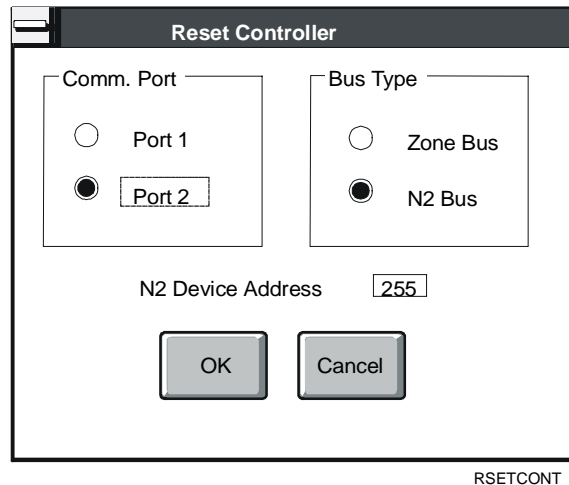 Reset Controller
Comm. Port
Bus Type
Port 1
Zone Bus
Port 2
N2 Bus
N2 Device Address 255
OK
Cancel
RSETCONT